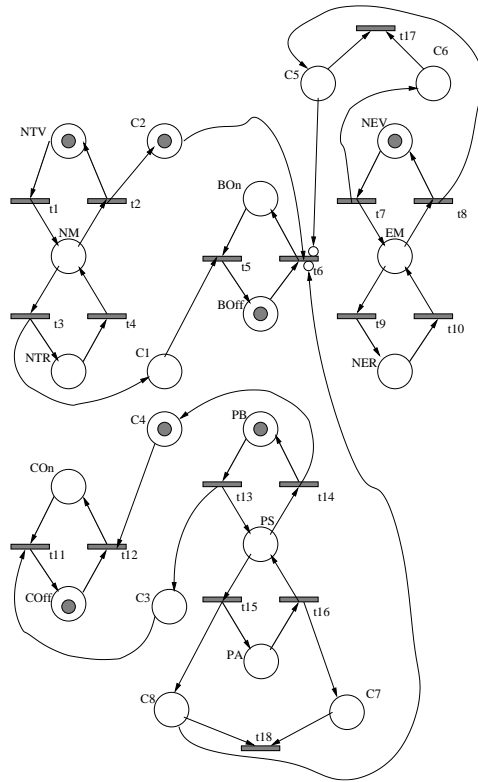 t17
C5
C6
NTV
C2
NEV
BOn
t1
t2
t7
t8
NM
EM
t5
t6
BOff
t3
t4
t9
t10
NTR
C1
NER
C4
PB
COn
t13
t14
PS
t11
t12
COff
C3
t15
t16
PA
C8
C7
t18